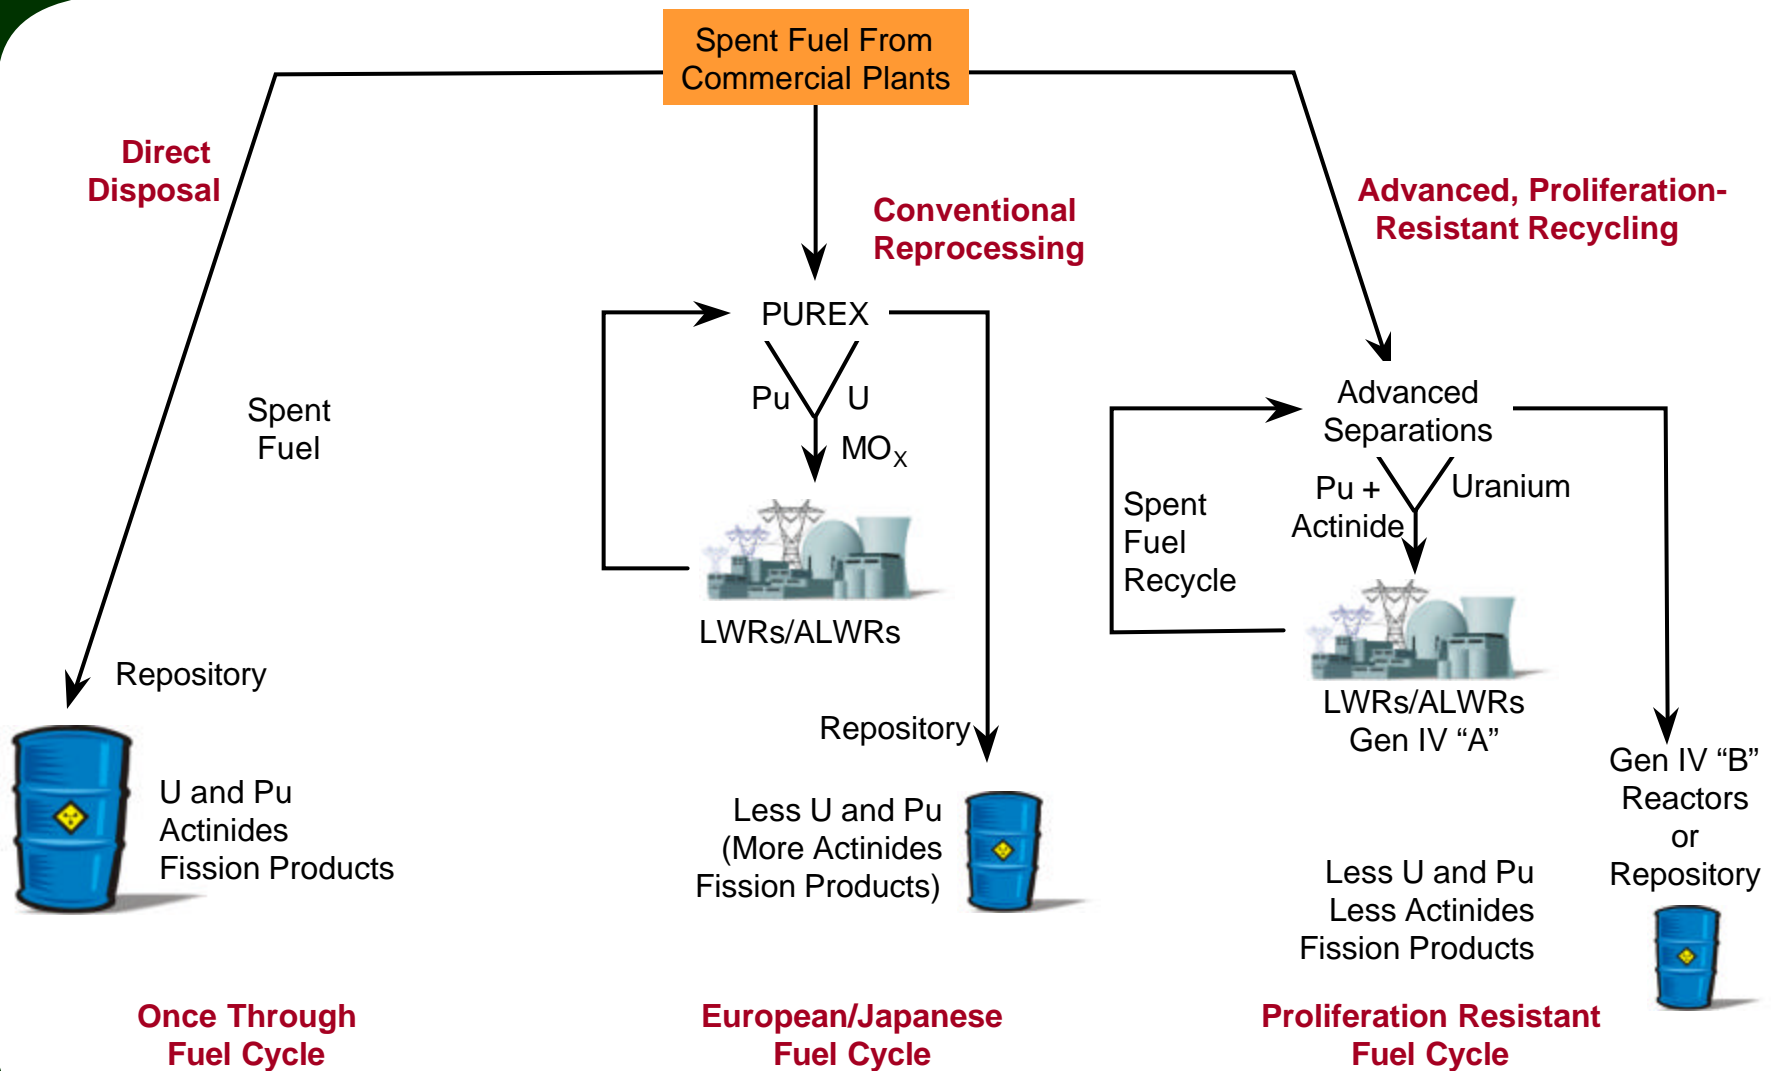 Spent Fuel From
Commercial Plants
Direct
Disposal
Spent
Fuel
Repository
U and Pu
Actinides
Fission Products
Once Through
Fuel Cycle
Conventional
Reprocessing
PUREX
Pu
U
MOX
LWRs/ALWRs
Repository
Less U and Pu
(More Actinides
Fission Products)
European/Japanese
Fuel Cycle
Advanced, Proliferation-
Resistant Recycling
Advanced
Separations
Pu +
Actinide
Uranium
Spent
Fuel
Recycle
LWRs/ALWRs
Gen IV “A”
Gen IV “B”
Reactors
or
Repository
Less U and Pu
Less Actinides
Fission Products
Proliferation Resistant
Fuel Cycle